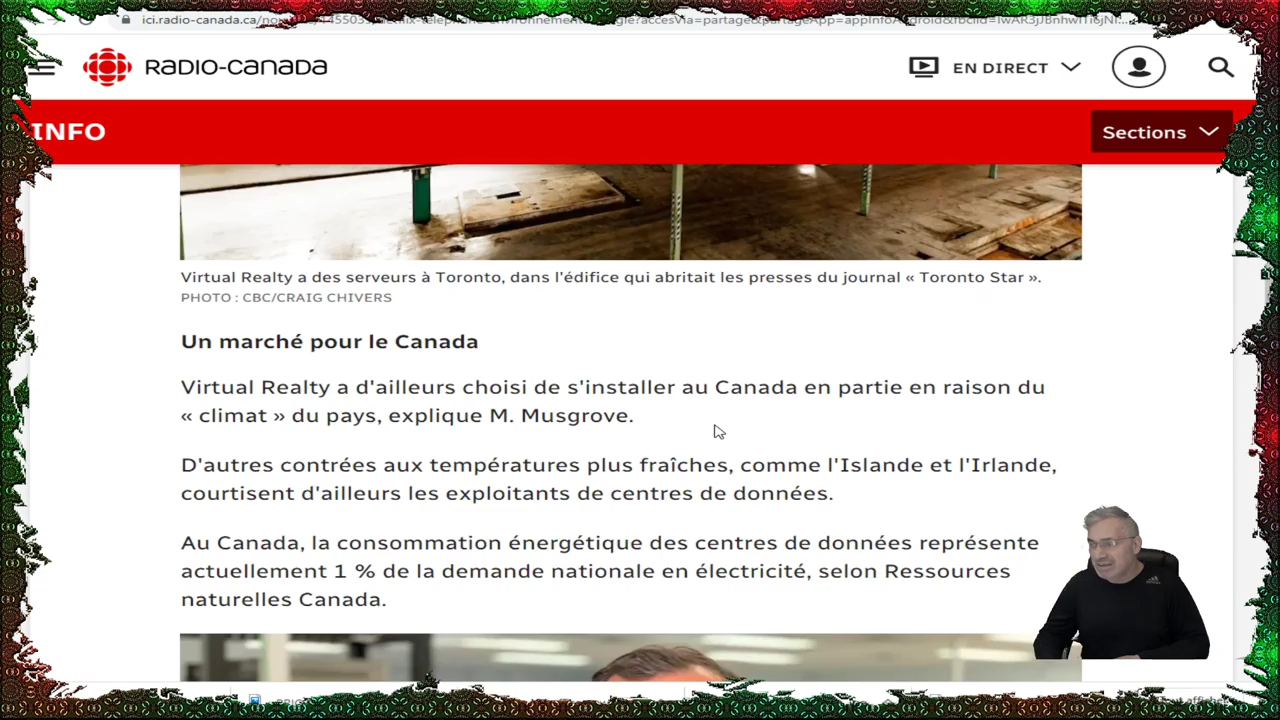 ici.radio-canada.ca/
RADIO-CANADA
EN DIRECT
INFO
Sections
Virtual Realty a des serveurs à Toronto, dans l'édifice qui abritait les presses du journal « Toronto Star ».
PHOTO : CBC/CRAIG CHIVERS
Un marché pour le Canada
Virtual Realty a d'ailleurs choisi de s'installer au Canada en partie en raison du
« climat » du pays, explique M. Musgrove.
D'autres contrées aux températures plus fraîches, comme l'Islande et l'Irlande,
courtisent d'ailleurs les exploitants de centres de données.
Au Canada, la consommation énergétique des centres de données représente
actuellement 1 % de la demande nationale en électricité, selon Ressources
naturelles Canada.